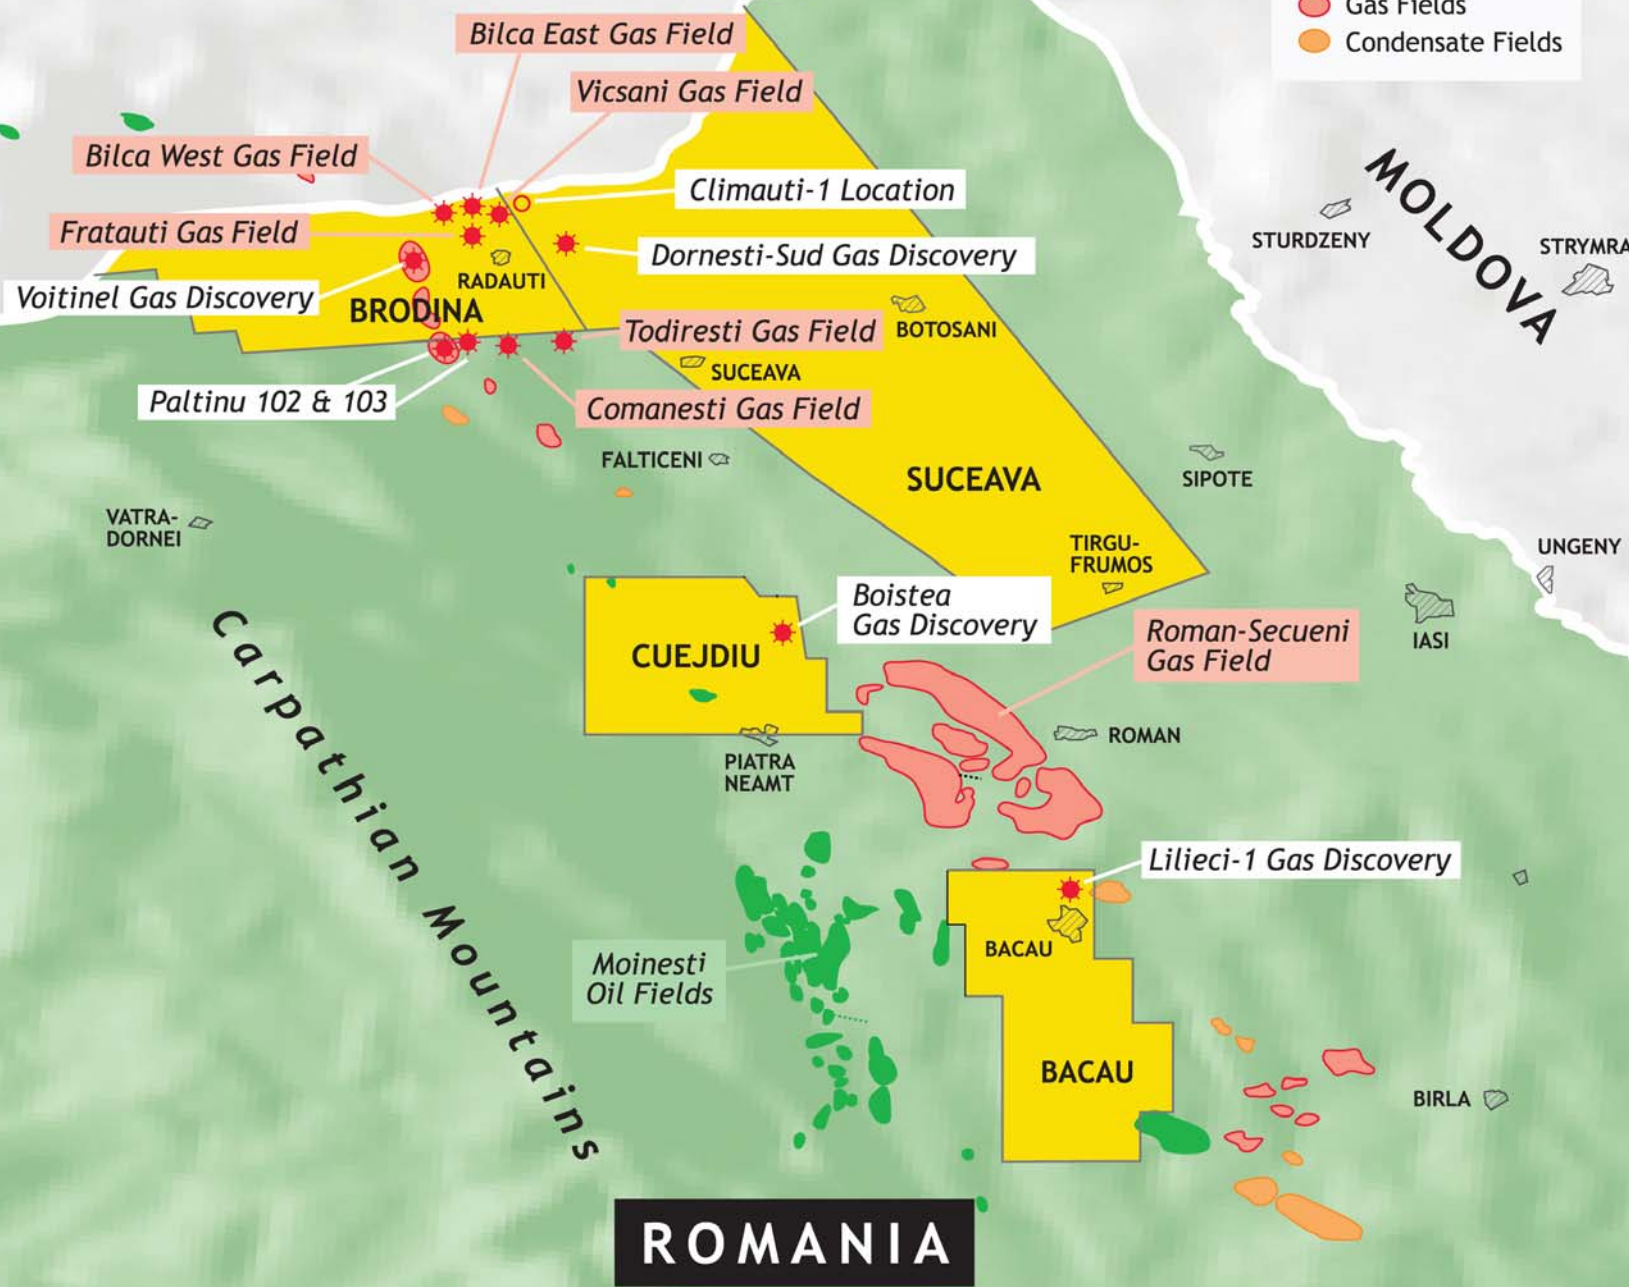 Gas Fields
Condensate Fields
Bilca East Gas Field
Vicsani Gas Field
Bilca West Gas Field
Climauti-1 Location
Fratauti Gas Field
Dornesti-Sud Gas Discovery
MOLDOVA
STURDZENY
STRYMRA
RADAUTI
Voitinel Gas Discovery
BRODINA
Todiresti Gas Field
BOTOSANI
SUCEAVA
Paltinu 102 & 103
Comanesti Gas Field
FALTICENI
SUCEAVA
SIPOTE
VATRA-
DORNEI
TIRGU-
FRUMOS
UNGENY
Boistea
Gas Discovery
CUEJDIU
Roman-Secueni
Gas Field
IASI
Carpathian Mountains
PIATRA
NEAMT
ROMAN
Lilieci-1 Gas Discovery
BACAU
Moinesti
Oil Fields
BACAU
BIRLA
ROMANIA